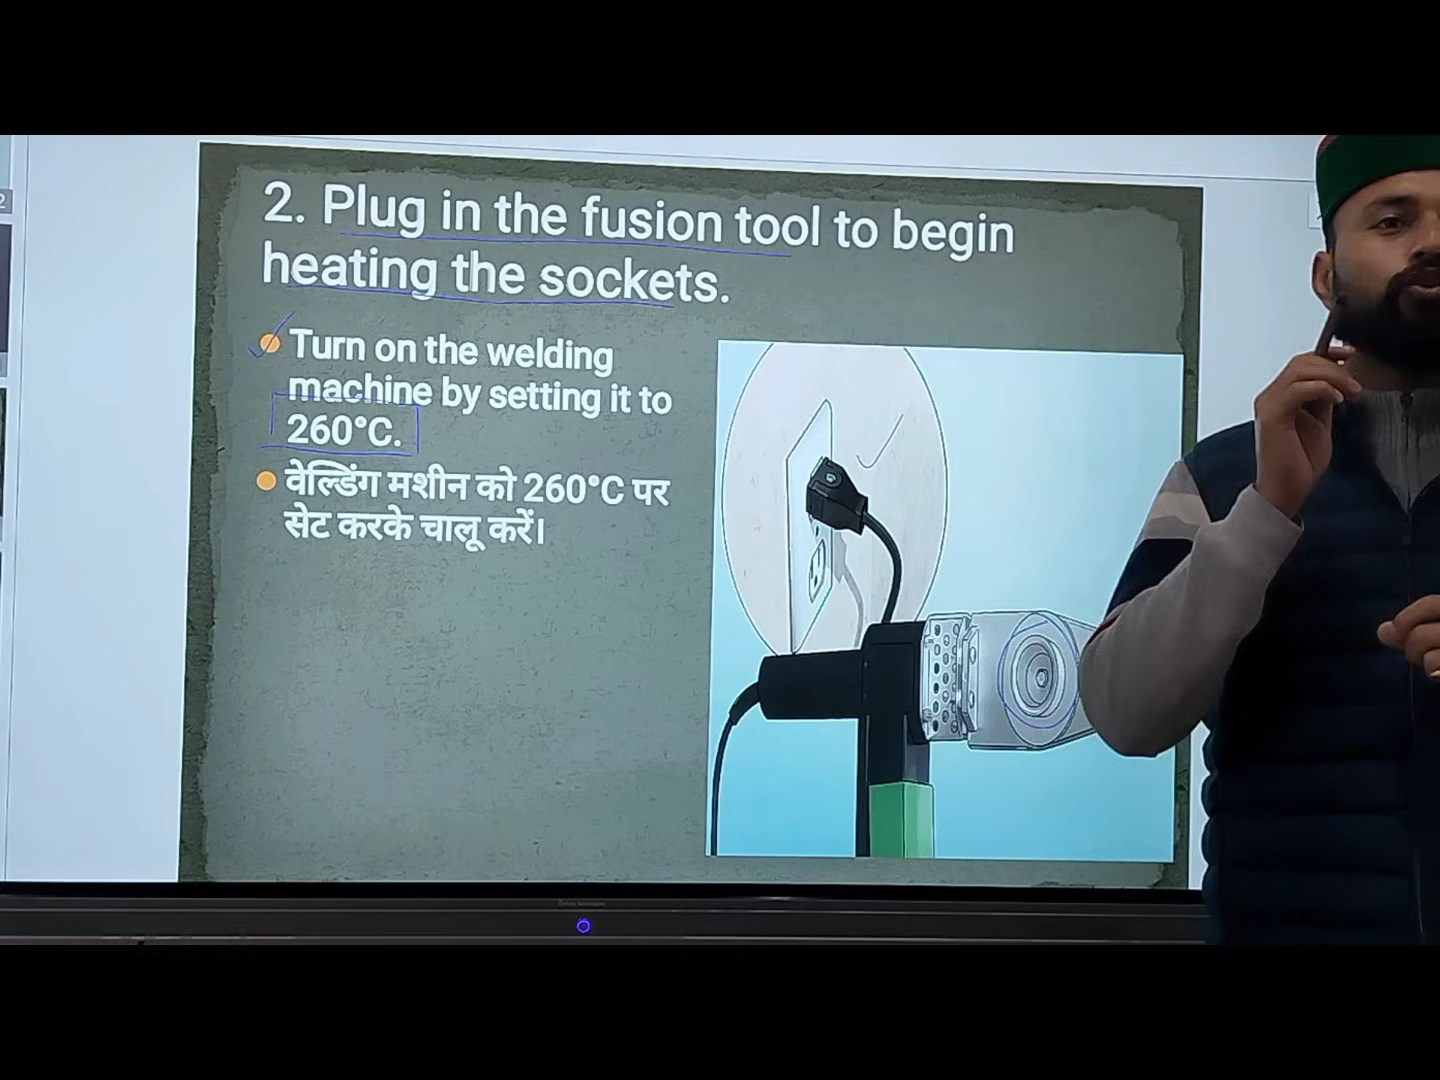 2. Plug in the fusion tool to begin
heating the sockets.
Turn on the welding
machine by setting it to
260°C.
वेल्डिंग मशीन को 260°C पर
सेट करके चालू करें।
2